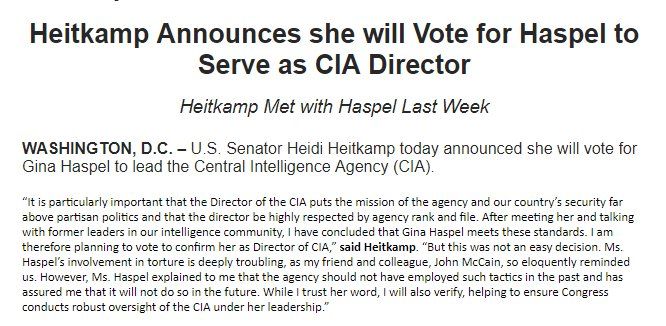 Heitkamp Announces she will Vote for Haspel to
Serve as CIA Director
Heitkamp Met with Haspel Last Week
WASHINGTON, D.C. – U.S. Senator Heidi Heitkamp today announced she will vote for
Gina Haspel to lead the Central Intelligence Agency (CIA).
“It is particularly important that the Director of the CIA puts the mission of the agency and our country’s security far
above partisan politics and that the director be highly respected by agency rank and file. After meeting her and talking
with former leaders in our intelligence community, I have concluded that Gina Haspel meets these standards. I am
therefore planning to vote to confirm her as Director of CIA,” said Heitkamp. “But this was not an easy decision. Ms.
Haspel’s involvement in torture is deeply troubling, as my friend and colleague, John McCain, so eloquently reminded
us. However, Ms. Haspel explained to me that the agency should not have employed such tactics in the past and has
assured me that it will not do so in the future. While I trust her word, I will also verify, helping to ensure Congress
conducts robust oversight of the CIA under her leadership.”